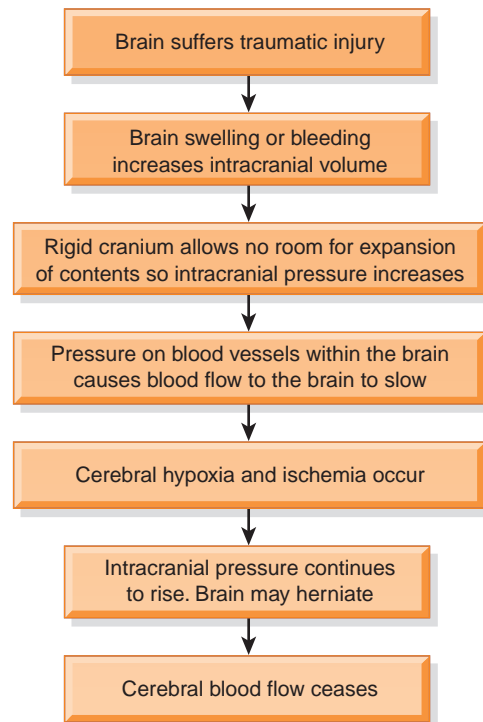 Brain suffers traumatic injury
Brain swelling or bleeding
increases intracranial volume
Rigid cranium allows no room for expansion
of contents so intracranial pressure increases
Pressure on blood vessels within the brain
causes blood flow to the brain to slow
Cerebral hypoxia and ischemia occur
Intracranial pressure continues
to rise. Brain may herniate
Cerebral blood flow ceases